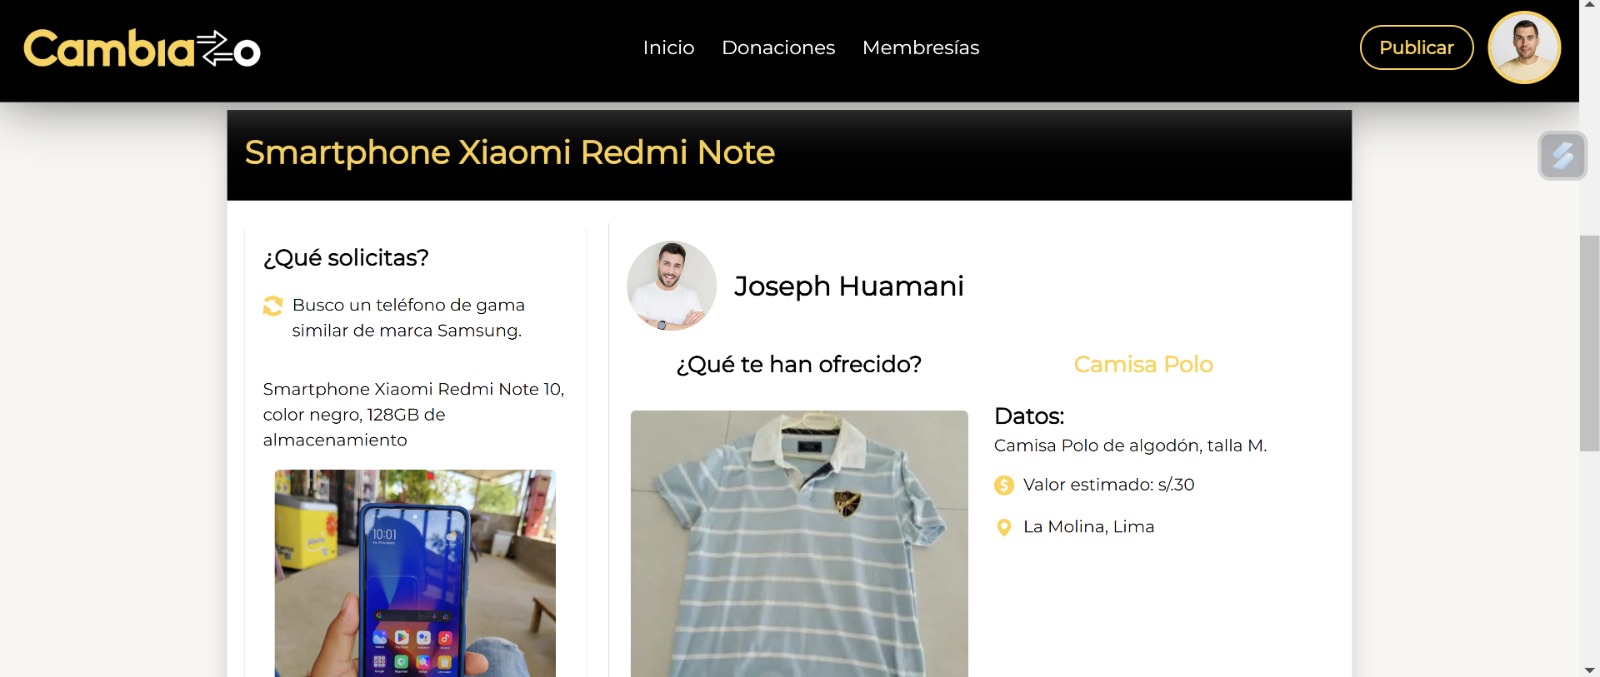 Cambiazo
Inicio Donaciones Membresías
Publicar
Smartphone Xiaomi Redmi Note
¿Qué solicitas?
Busco un teléfono de gama
similar de marca Samsung.
Smartphone Xiaomi Redmi Note 10,
color negro, 128GB de
almacenamiento
10:01
Joseph Huamani
¿Qué te han ofrecido?
Camisa Polo
Datos:
Camisa Polo de algodón, talla M.
Valor estimado: s/.30
La Molina, Lima